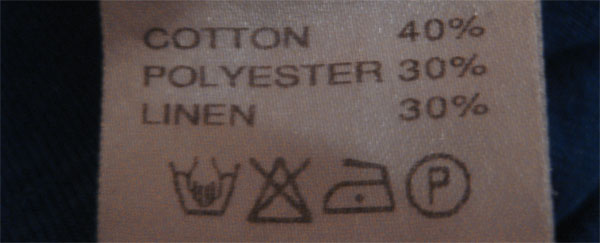 COTTON 40%
POLYESTER 30%
LINEN 30%
P